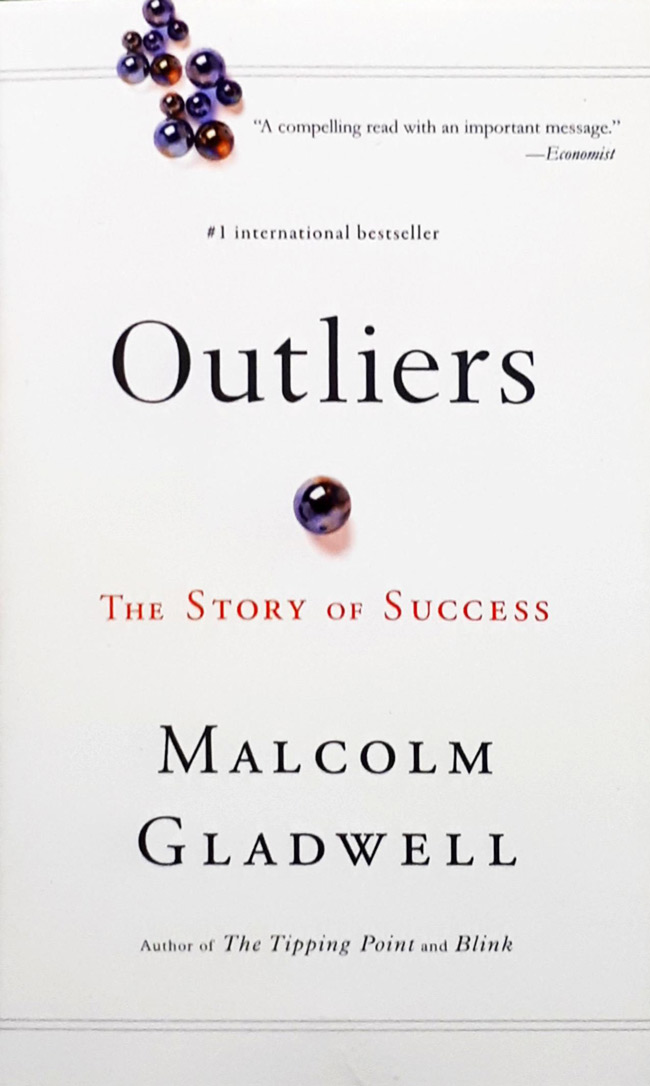 “A compelling read with an important message.”
—Economist
#1 international bestseller
Outliers
The Story of Success
Malcolm
Gladwell
Author of The Tipping Point and Blink